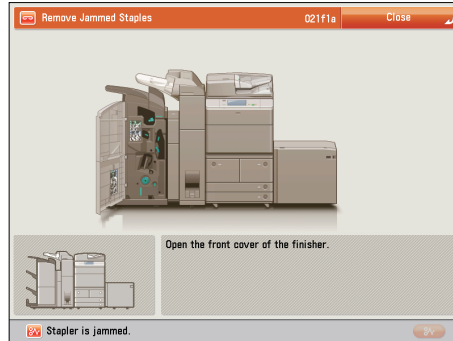 Remove Jammed Staples
021f1a
Close
Open the front cover of the finisher.
Stapler is jammed.